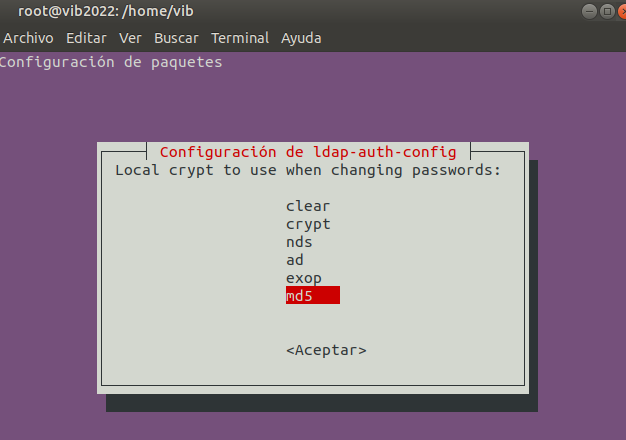 root@vib2022: /home/vib
Archivo Editar Ver Buscar Terminal Ayuda
Configuración de paquetes
Configuración de ldap-auth-config
Local crypt to use when changing passwords:
clear
crypt
nds
ad
exop
md5
<Aceptar>